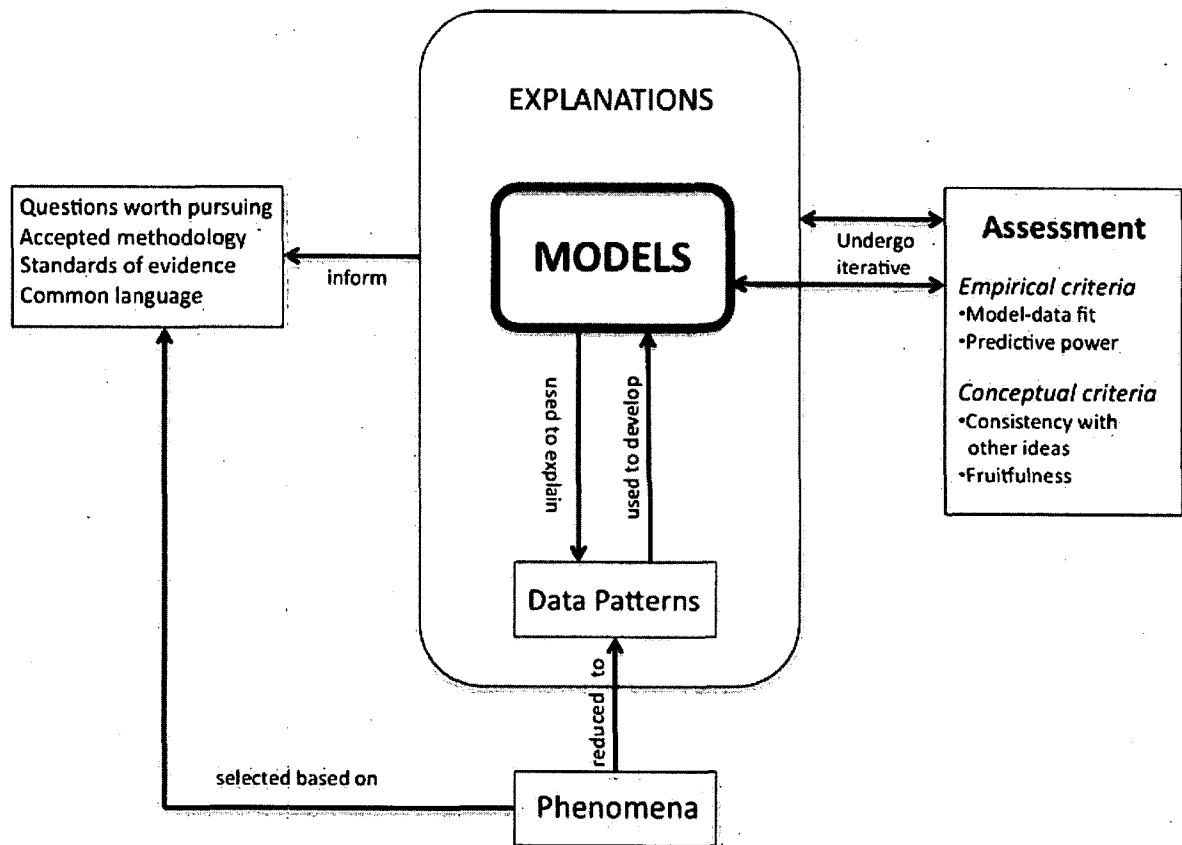 EXPLANATIONS
MODELS
Questions worth pursuing
Accepted methodology
Standards of evidence
Common language
inform
Undergo
iterative
Assessment
Empirical criteria
•Model-data fit
•Predictive power
Conceptual criteria
•Consistency with
other ideas
•Fruitfulness
used to explain
used to develop
Data Patterns
reduced to
selected based on
Phenomena